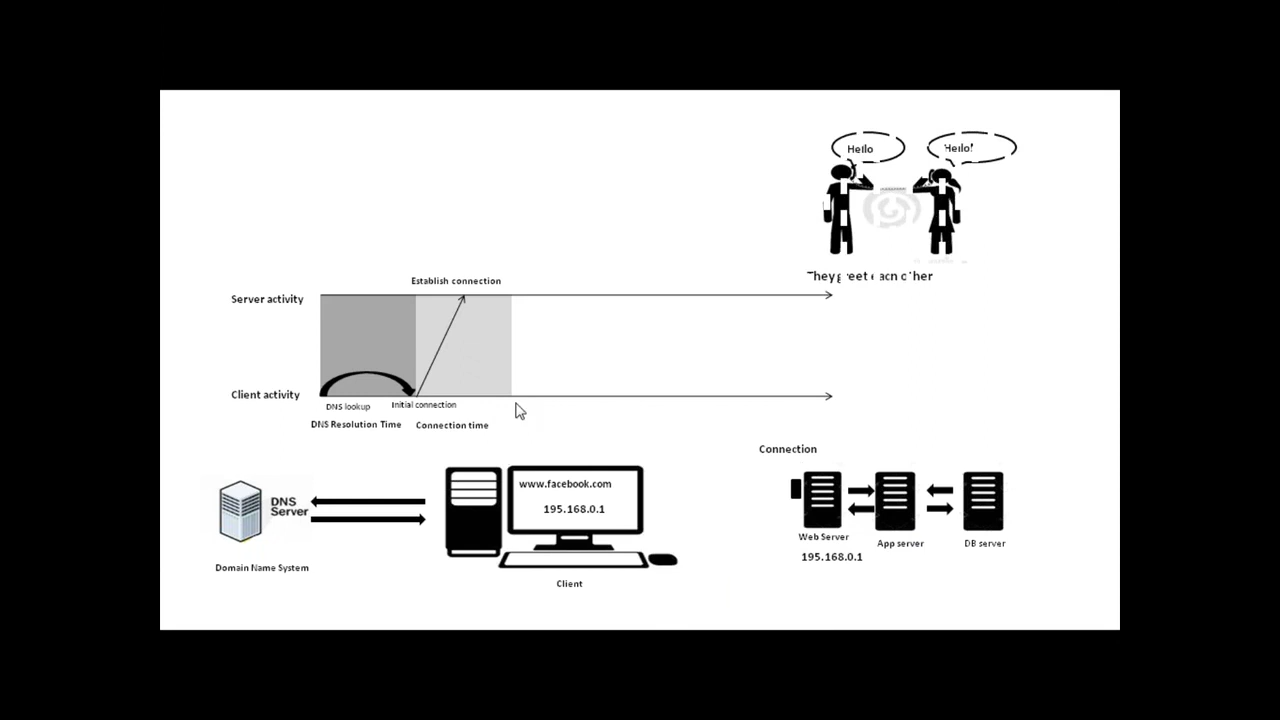 Hello
Hello!
They greet each other
Establish connection
Server activity
Client activity
DNS lookup
Initial connection
DNS Resolution Time
Connection time
Connection
www.facebook.com
195.168.0.1
DNS
Server
Web Server
App server
DB server
195.168.0.1
Domain Name System
Client